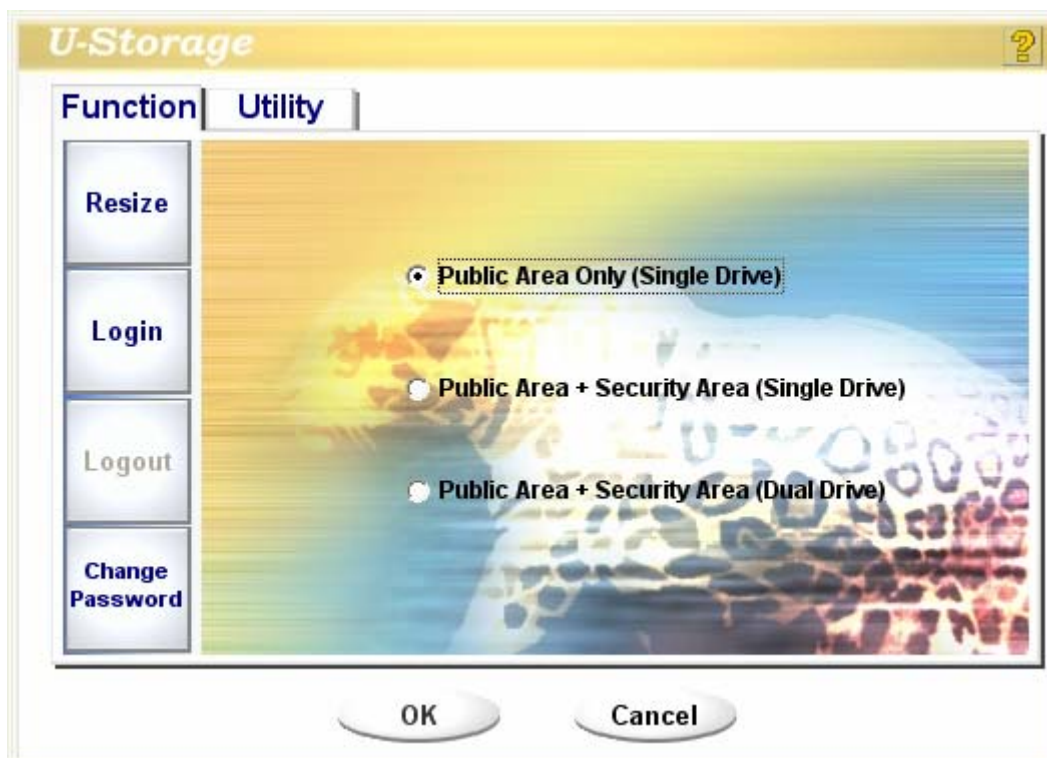 U-Storage
?
Function Utility
Resize
Login
Logout
Change
Password
Public Area Only (Single Drive)
Public Area + Security Area (Single Drive)
Public Area + Security Area (Dual Drive)
OK Cancel